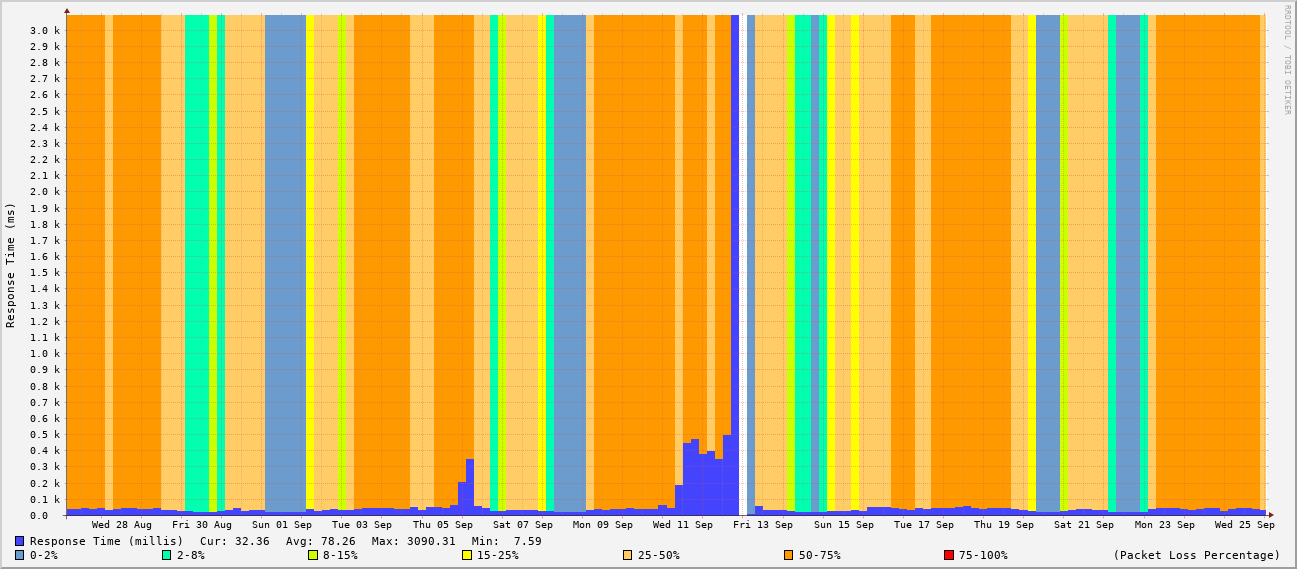 RRDTOOL / TOBI OETIKER
Response Time (ms)
3.0 k
2.9 k
2.8 k
2.7 k
2.6 k
2.5 k
2.4 k
2.3 k
2.2 k
2.1 k
2.0 k
1.9 k
1.8 k
1.7 k
1.6 k
1.5 k
1.4 k
1.3 k
1.2 k
1.1 k
1.0 k
0.9 k
0.8 k
0.7 k
0.6 k
0.5 k
0.4 k
0.3 k
0.2 k
0.1 k
0.0
Wed 28 Aug Fri 30 Aug Sun 01 Sep Tue 03 Sep Thu 05 Sep Sat 07 Sep Mon 09 Sep Wed 11 Sep Fri 13 Sep Sun 15 Sep Tue 17 Sep Thu 19 Sep Sat 21 Sep Mon 23 Sep Wed 25 Sep
Response Time (millis) Cur: 32.36 Avg: 78.26 Max: 3090.31 Min: 7.59
0-2% 2-8% 8-15% 15-25% 25-50% 50-75% 75-100% (Packet Loss Percentage)